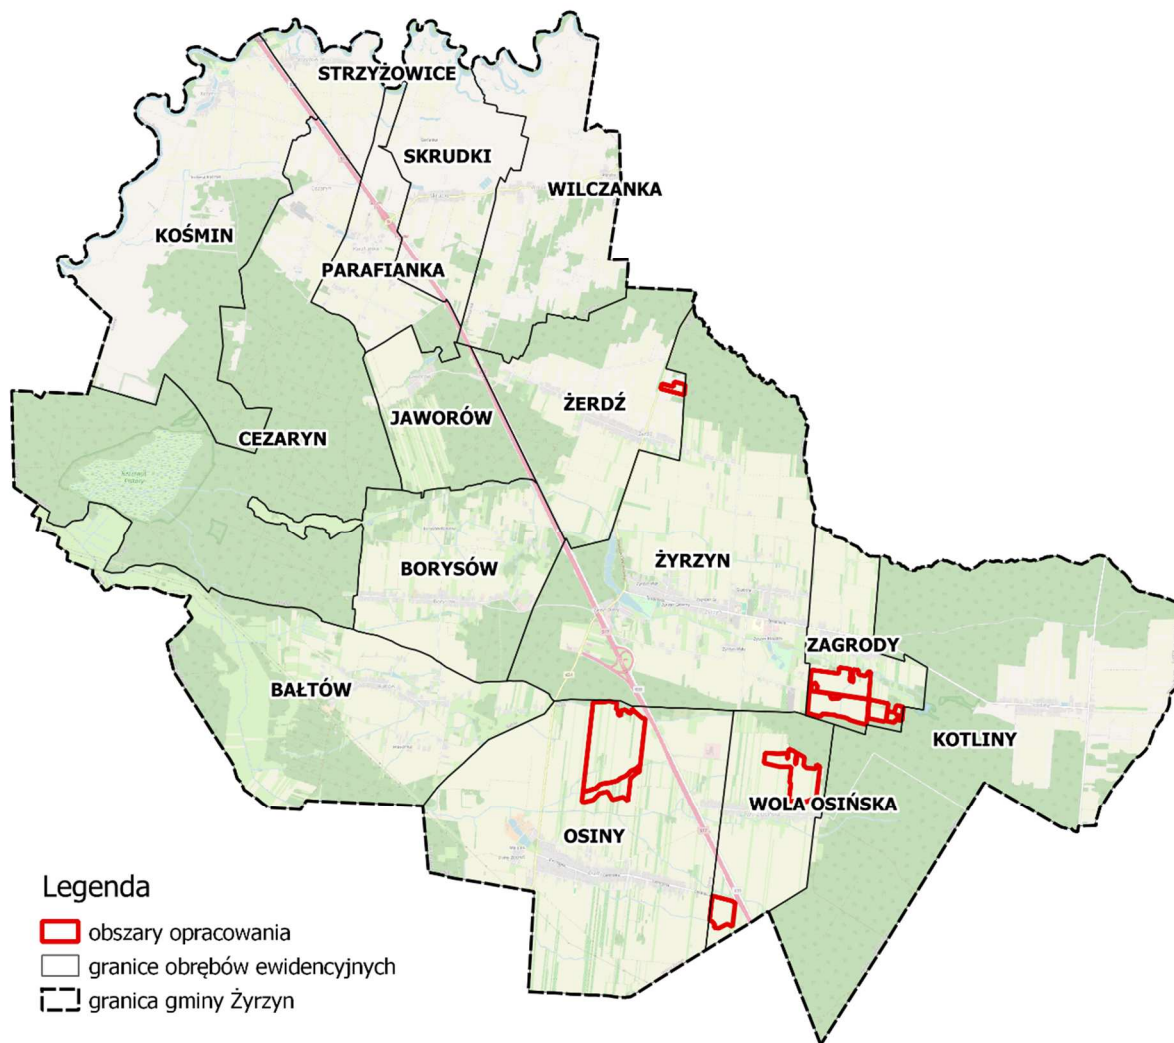 STRZYŻOWICE
SKRUDKI
WILCZANKA
KOŚMIN
PARAFIANKA
ŻERDŹ
JAWORÓW
CEZARYN
ŻYRZYN
BORYSÓW
ZAGRODY
BAŁTÓW
KOTLINY
WOLA OSIŃSKA
OSINY
Legenda
obszary opracowania
granice obrębów ewidencyjnych
granica gminy Żyrzyn